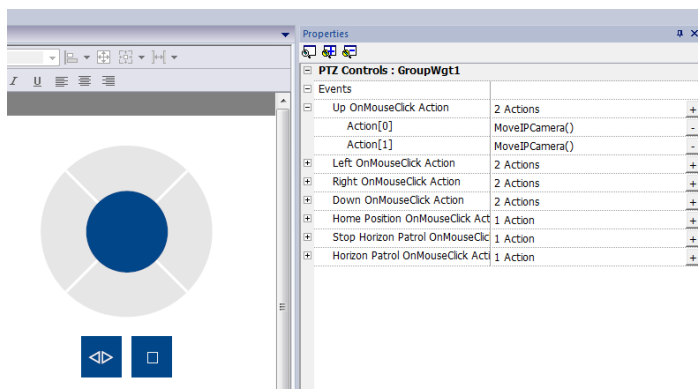 Properties
I U
PTZ Controls : GroupWgt1
Events
Up OnMouseClick Action 2 Actions +
Action[0] MoveIPCamera() -
Action[1] MoveIPCamera() -
Left OnMouseClick Action 2 Actions +
Right OnMouseClick Action 2 Actions +
Down OnMouseClick Action 2 Actions +
Home Position OnMouseClick Act 1 Action +
Stop Horizon Patrol OnMouseClic 1 Action +
Horizon Patrol OnMouseClick Acti 1 Action +